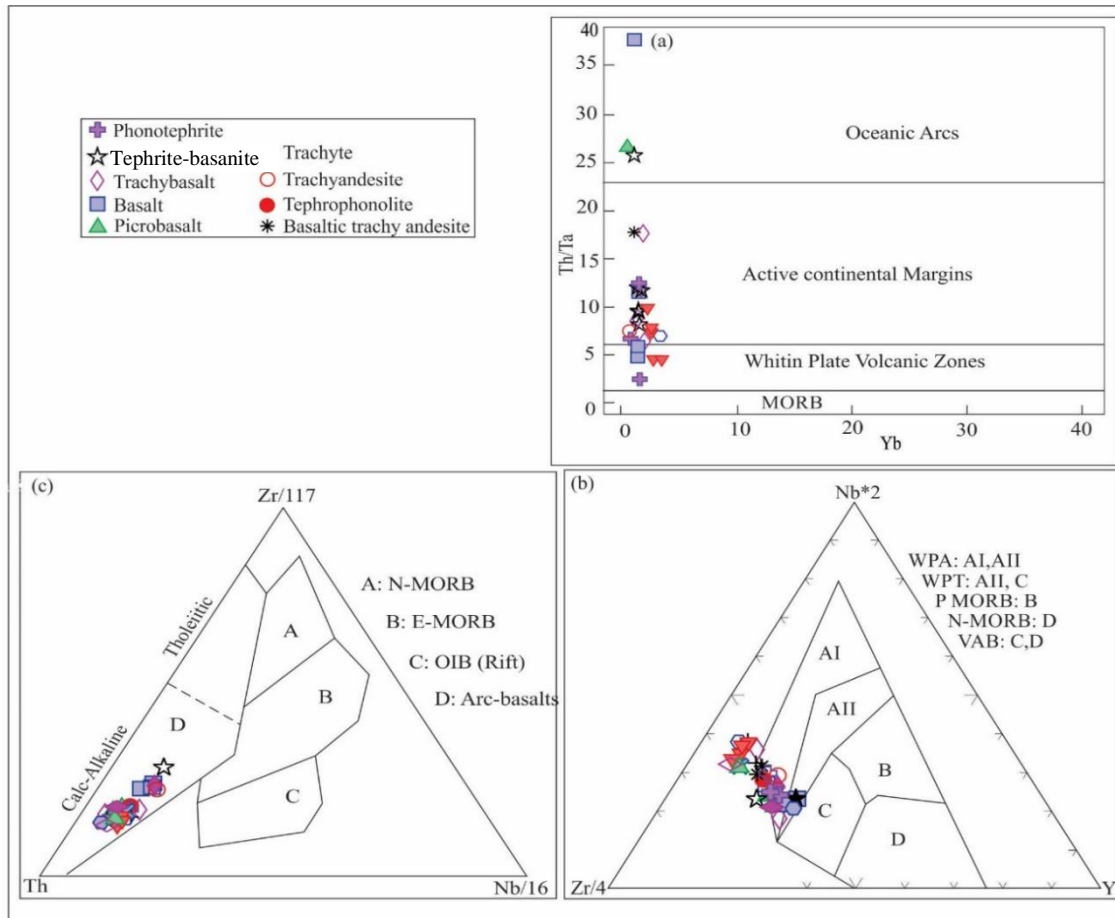 Phonotephrite
Tephrite-basanite
Trachyte
Trachybasalt
Trachyandesite
Basalt
Tephrophonolite
Picrobasalt
Basaltic trachy andesite
(a)
40
35
30
25
20
15
10
5
0
Th/Ta
Oceanic Arcs
Active continental Margins
Whitin Plate Volcanic Zones
MORB
0
10
20
30
40
Yb
(c)
Zr/117
Tholeiitic
Calc-Alkaline
A
B
C
D
A: N-MORB
B: E-MORB
C: OIB (Rift)
D: Arc-basalts
Th
Nb/16
(b)
Nb*2
WPA: AI,AII
WPT: AII, C
P MORB: B
N-MORB: D
VAB: C,D
AI
AII
B
C
D
Zr/4
Y